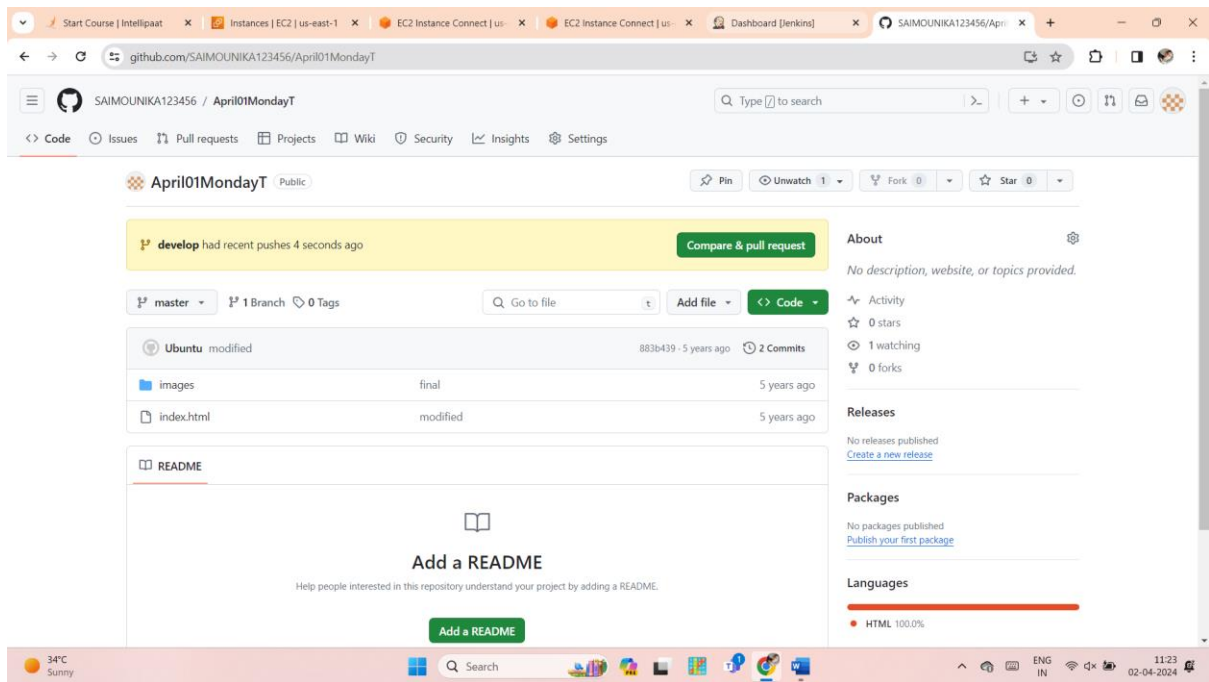 Start Course | Intellipaat
Instances | EC2 | us-east-1
EC2 Instance Connect | us-
EC2 Instance Connect | us-
Dashboard [Jenkins]
SAIMOUNIKA123456/Apri
github.com/SAIMOUNIKA123456/April01MondayT
SAIMOUNIKA123456 / April01MondayT
Type / to search
Code Issues Pull requests Projects Wiki Security Insights Settings
April01MondayT Public
Pin Unwatch 1 Fork 0 Star 0
develop had recent pushes 4 seconds ago
Compare & pull request
master 1 Branch 0 Tags Go to file t Add file <> Code
Ubuntu modified 883b439 · 5 years ago 2 Commits
images final 5 years ago
index.html modified 5 years ago
README
Add a README
Help people interested in this repository understand your project by adding a README.
Add a README
About
No description, website, or topics provided.
Activity
0 stars
1 watching
0 forks
Releases
No releases published
Create a new release
Packages
No packages published
Publish your first package
Languages
HTML 100.0%
34°C
Sunny
Search
ENG
IN
11:23
02-04-2024